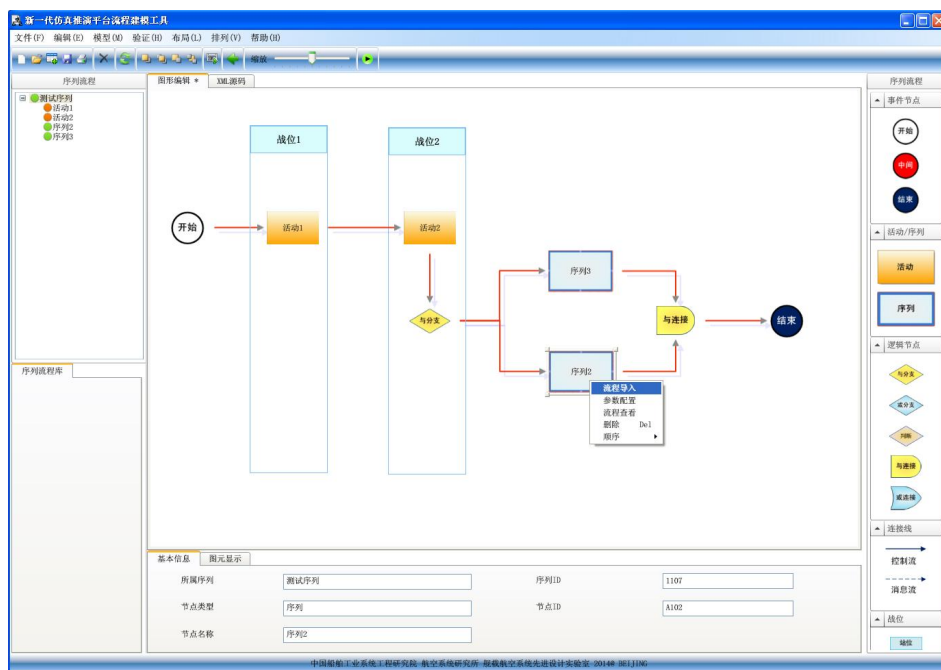 新一代仿真推演平台流程建模工具
文件(F) 编辑(E) 模型(M) 验证(H) 布局(L) 排列(V) 帮助(H)
缩放
序列流程
测试序列
活动1
活动2
序列2
序列3
序列流程库
图形编辑 * XML源码
战位1 战位2
开始 活动1 活动2
序列3
与分支 与连接 结束
序列2
流程导入
参数配置
流程查看
删除 Del
顺序
基本信息 图元显示
所属序列 测试序列 序列ID 1107
节点类型 序列 节点ID A102
节点名称 序列2
序列流程
事件节点
开始
中间
结束
活动/序列
活动
序列
逻辑节点
与分支
或分支
判断
与连接
或连接
连接线
控制流
消息流
战位
中国船舶工业系统工程研究院 航空系统研究所 舰载航空系统先进设计实验室 2014@ BEIJING